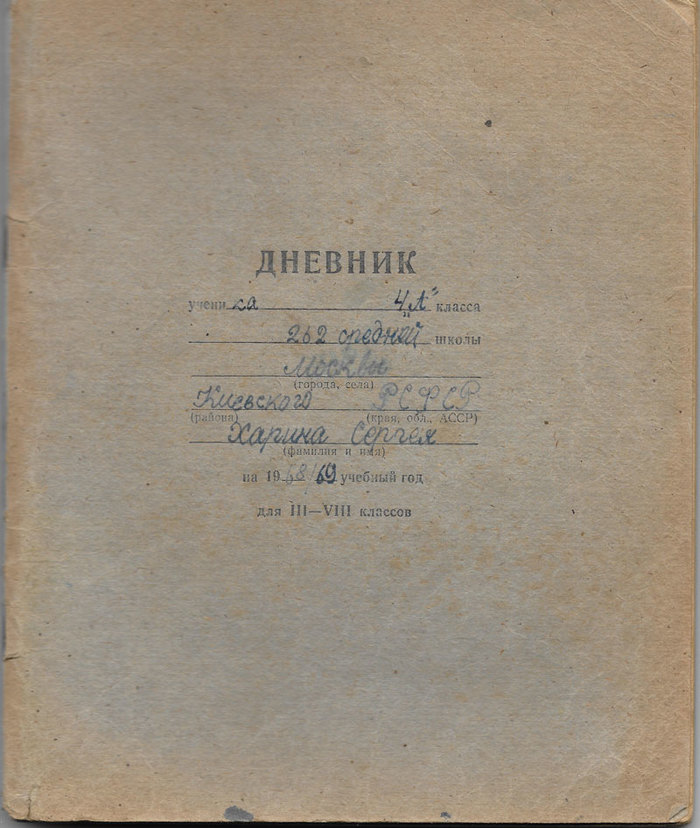 ДНЕВНИК
ученика 4 „А" класса
262 средней школы
Москвы
(города, села)
Киевского РСФСР
(района) (края, обл., АССР)
Харина Сергея
(фамилия и имя)
на 1968/69 учебный год
для III—VIII классов